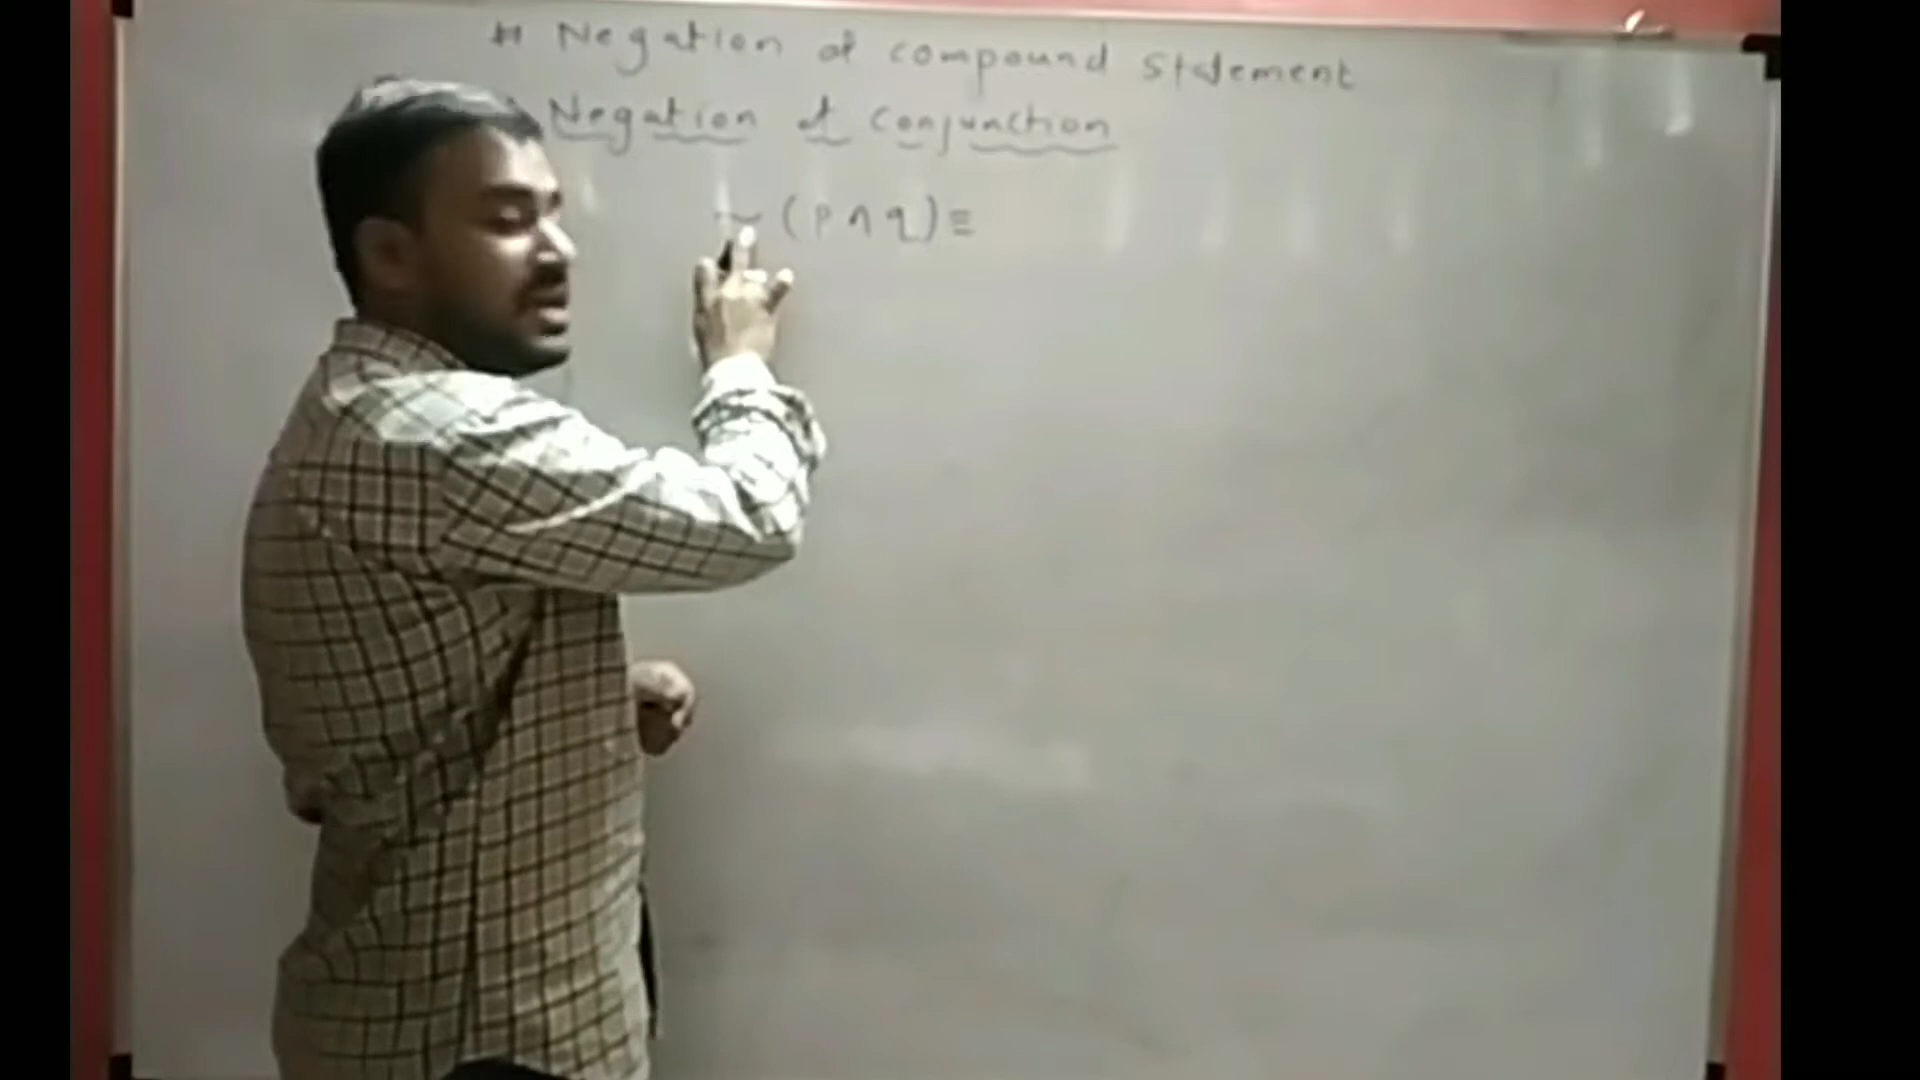 # Negation of compound statement
Negation of conjunction
~ (p ∧ q) ≡